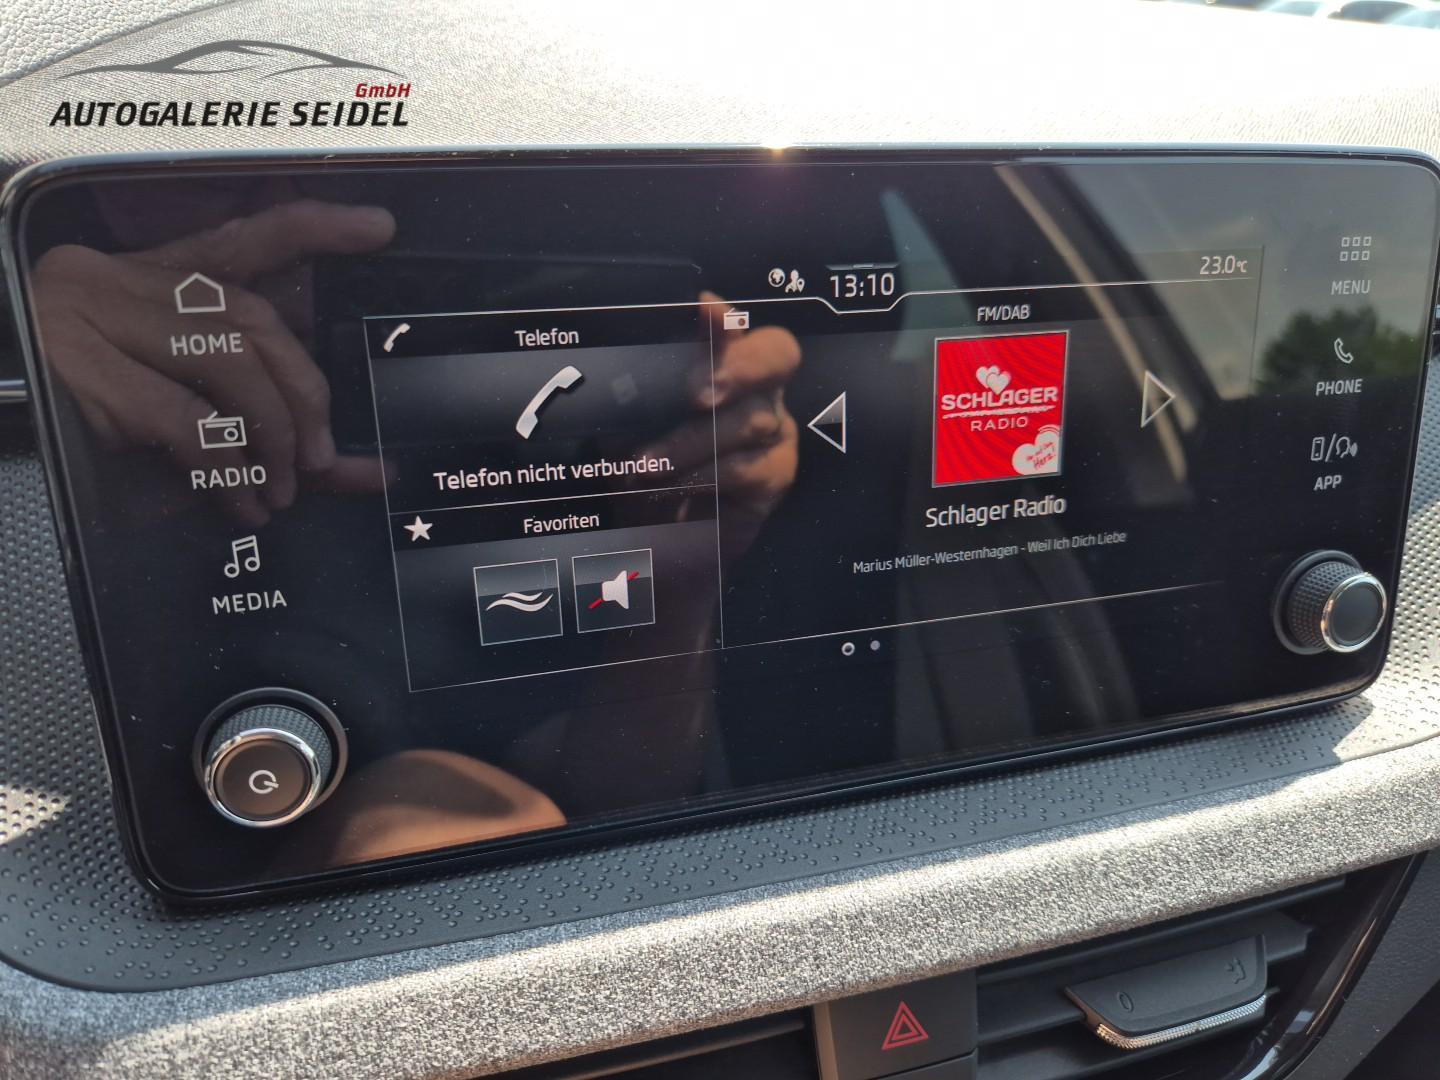 GmbH
AUTOGALERIE SEIDEL
13:10
23.0°C
HOME
RADIO
MEDIA
Telefon
Telefon nicht verbunden.
Favoriten
FM/DAB
SCHLAGER
RADIO
Schlager Radio
Marius Müller-Westernhagen - Weil Ich Dich Liebe
MENU
PHONE
APP